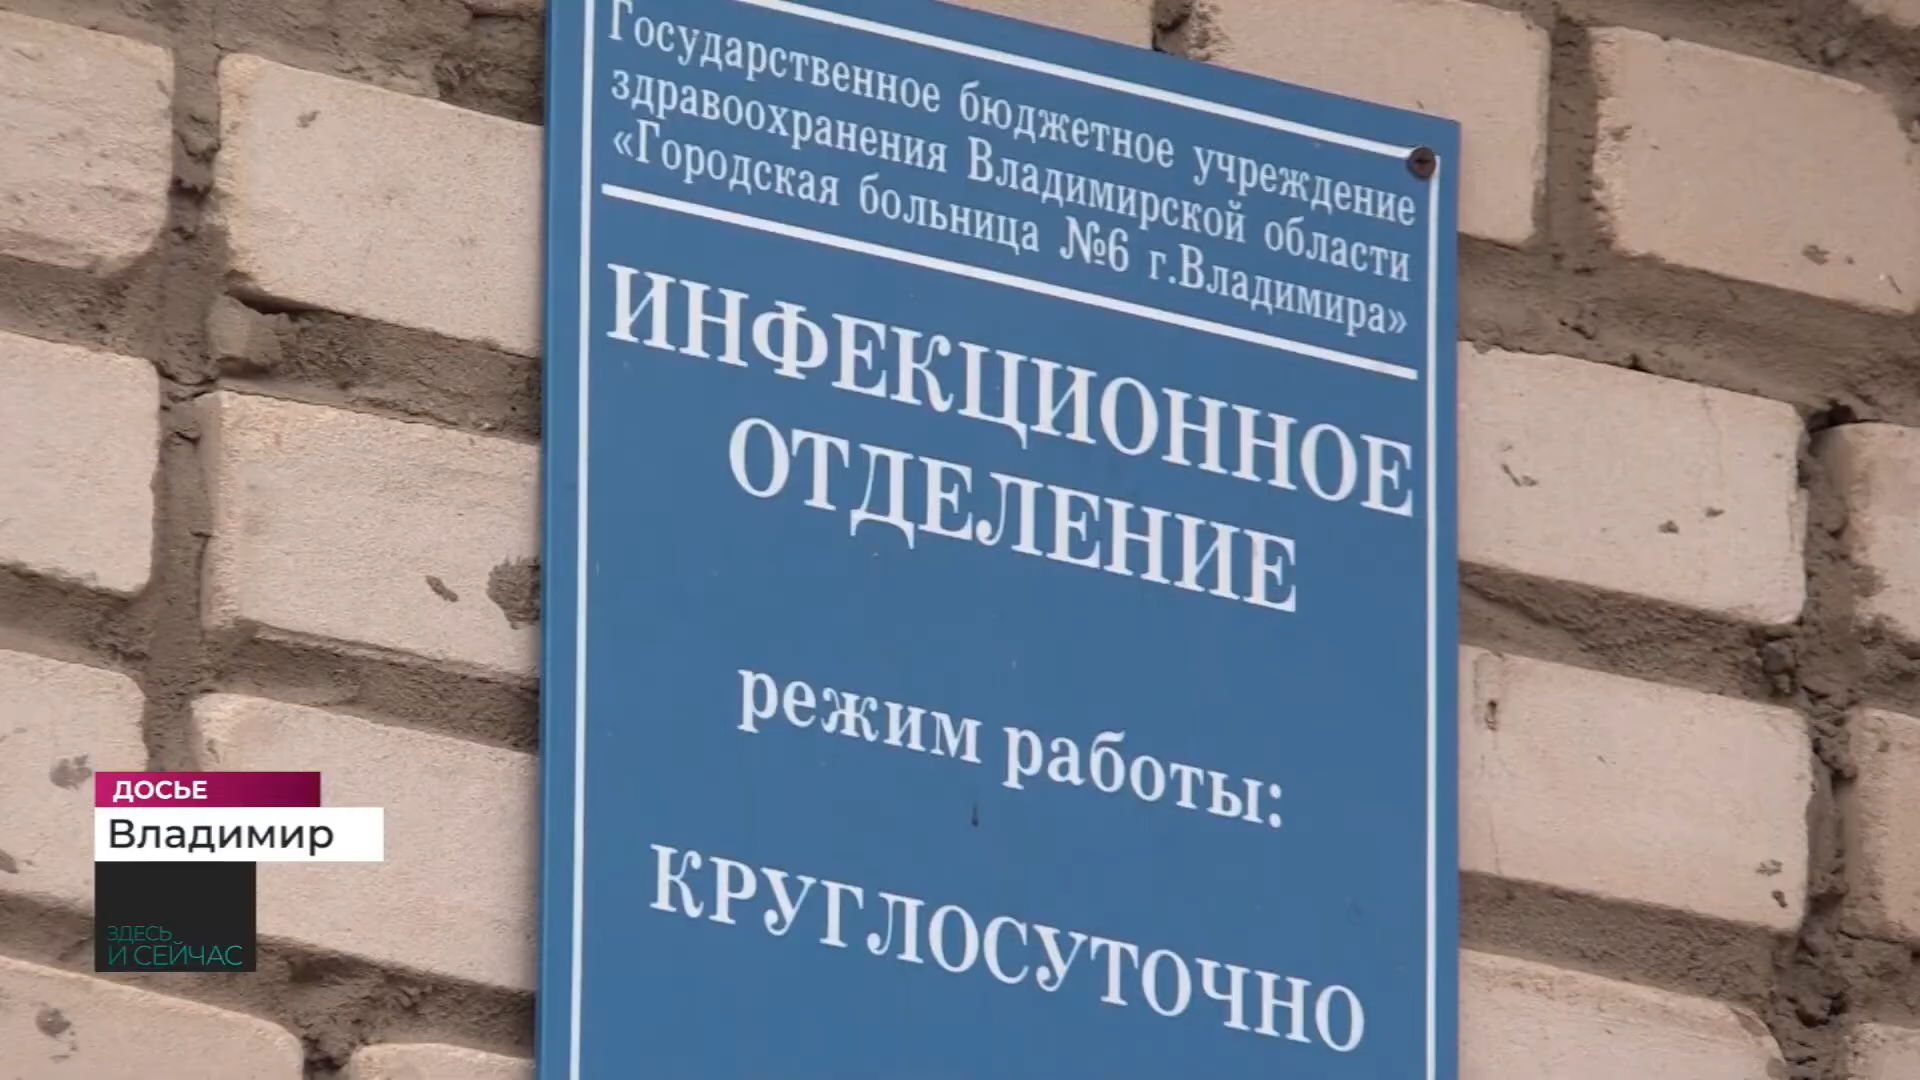 Государственное бюджетное учреждение
здравоохранения Владимирской области
«Городская больница №6 г.Владимира»
ИНФЕКЦИОННОЕ
ОТДЕЛЕНИЕ
режим работы:
КРУГЛОСУТОЧНО
ДОСЬЕ
Владимир
ЗДЕСЬ
И СЕЙЧАС